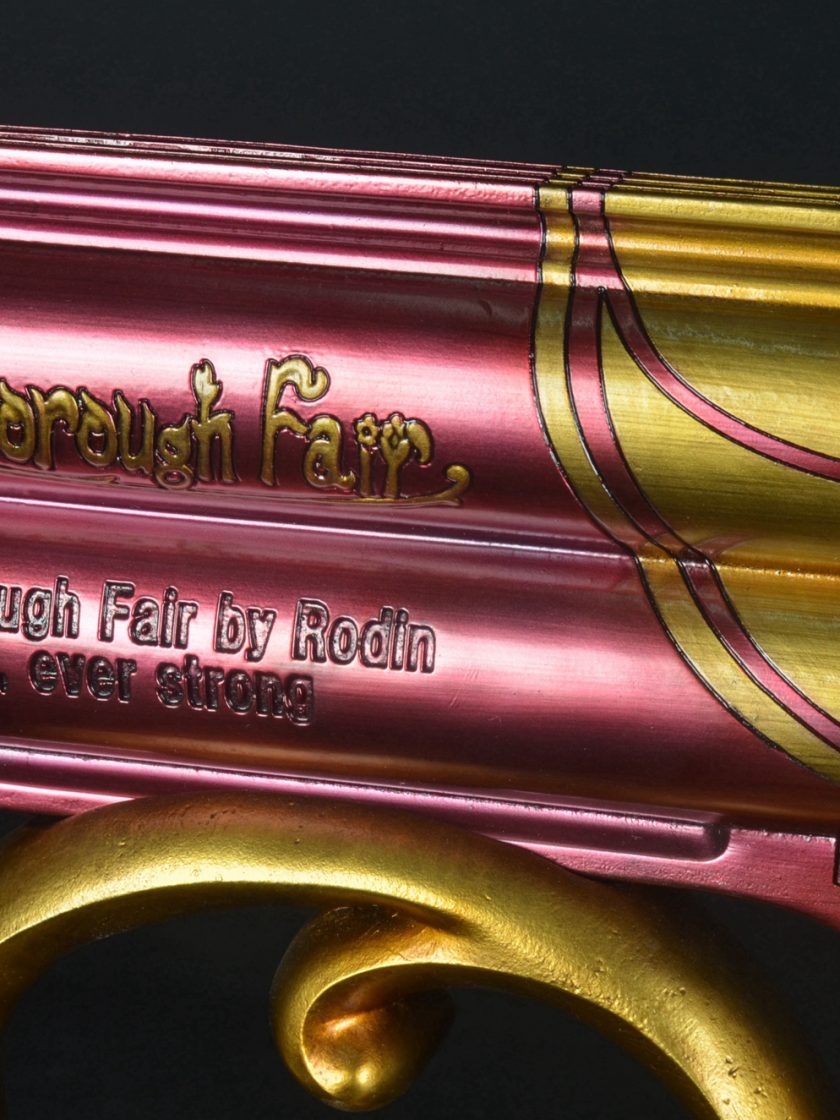 orough Fair
ugh Fair by Rodin
. ever strong